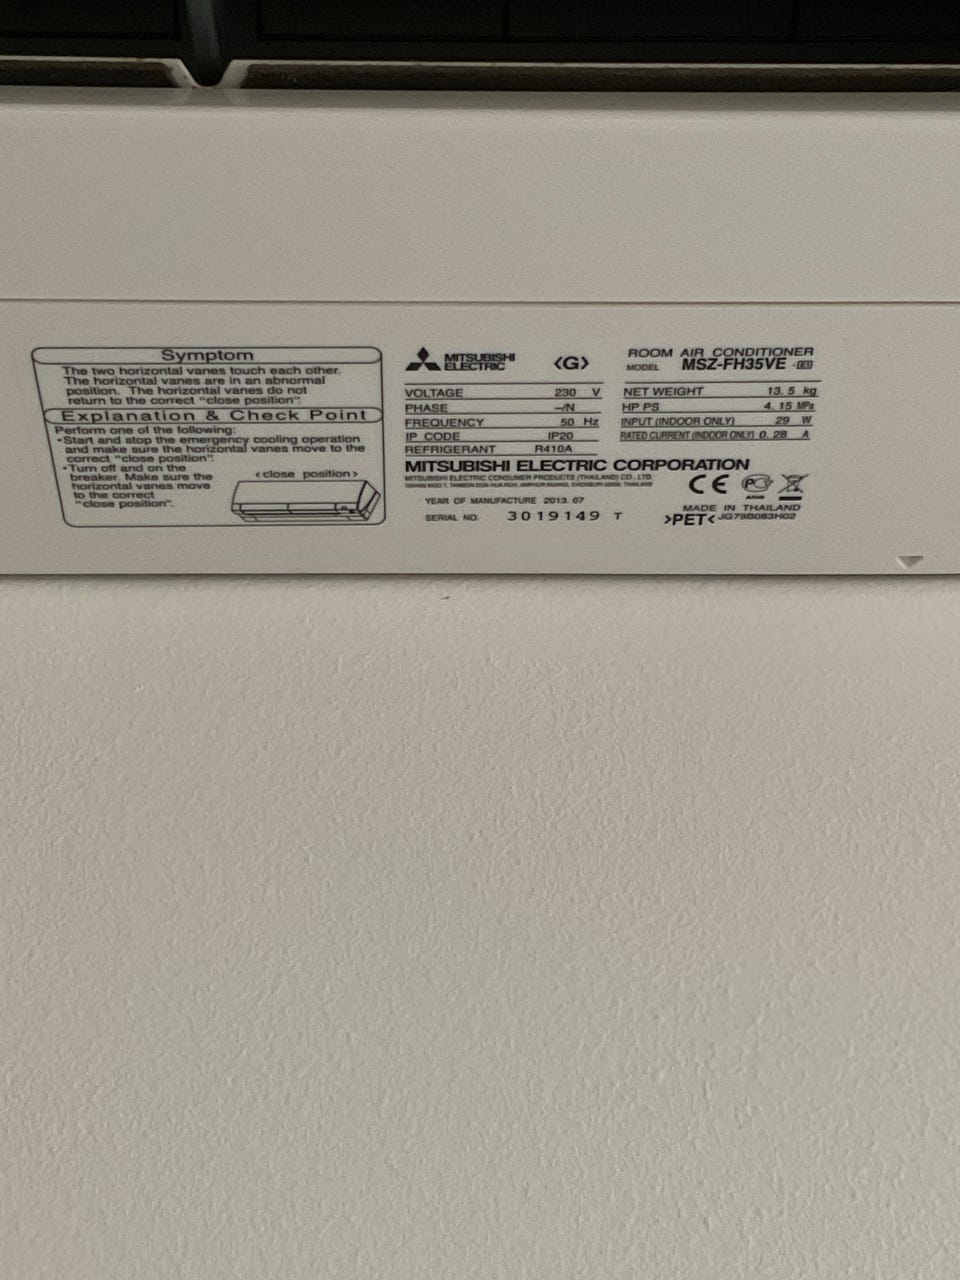 Symptom
The two horizontal vanes touch each other.
The horizontal vanes are in an abnormal
position. The horizontal vanes do not
return to the correct "close position".
Explanation & Check Point
Perform one of the following:
•Start and stop the emergency cooling operation
and make sure the horizontal vanes move to the
correct "close position".
•Turn off and on the
breaker. Make sure the
horizontal vanes move
to the correct
"close position".
<close position>
MITSUBISHI
ELECTRIC
<G>
VOLTAGE 230 V
PHASE ~/N
FREQUENCY 50 Hz
IP CODE IP20
REFRIGERANT R410A
ROOM AIR CONDITIONER
MODEL MSZ-FH35VE -E1
NET WEIGHT 13.5 kg
HP PS 4.15 MPa
INPUT (INDOOR ONLY) 29 W
RATED CURRENT (INDOOR ONLY) 0.28 A
MITSUBISHI ELECTRIC CORPORATION
MITSUBISHI ELECTRIC CONSUMER PRODUCTS (THAILAND) CO., LTD.
YEAR OF MANUFACTURE 2013.07
SERIAL NO. 3019149 T
CE
MADE IN THAILAND
>PET< JG79B083H02